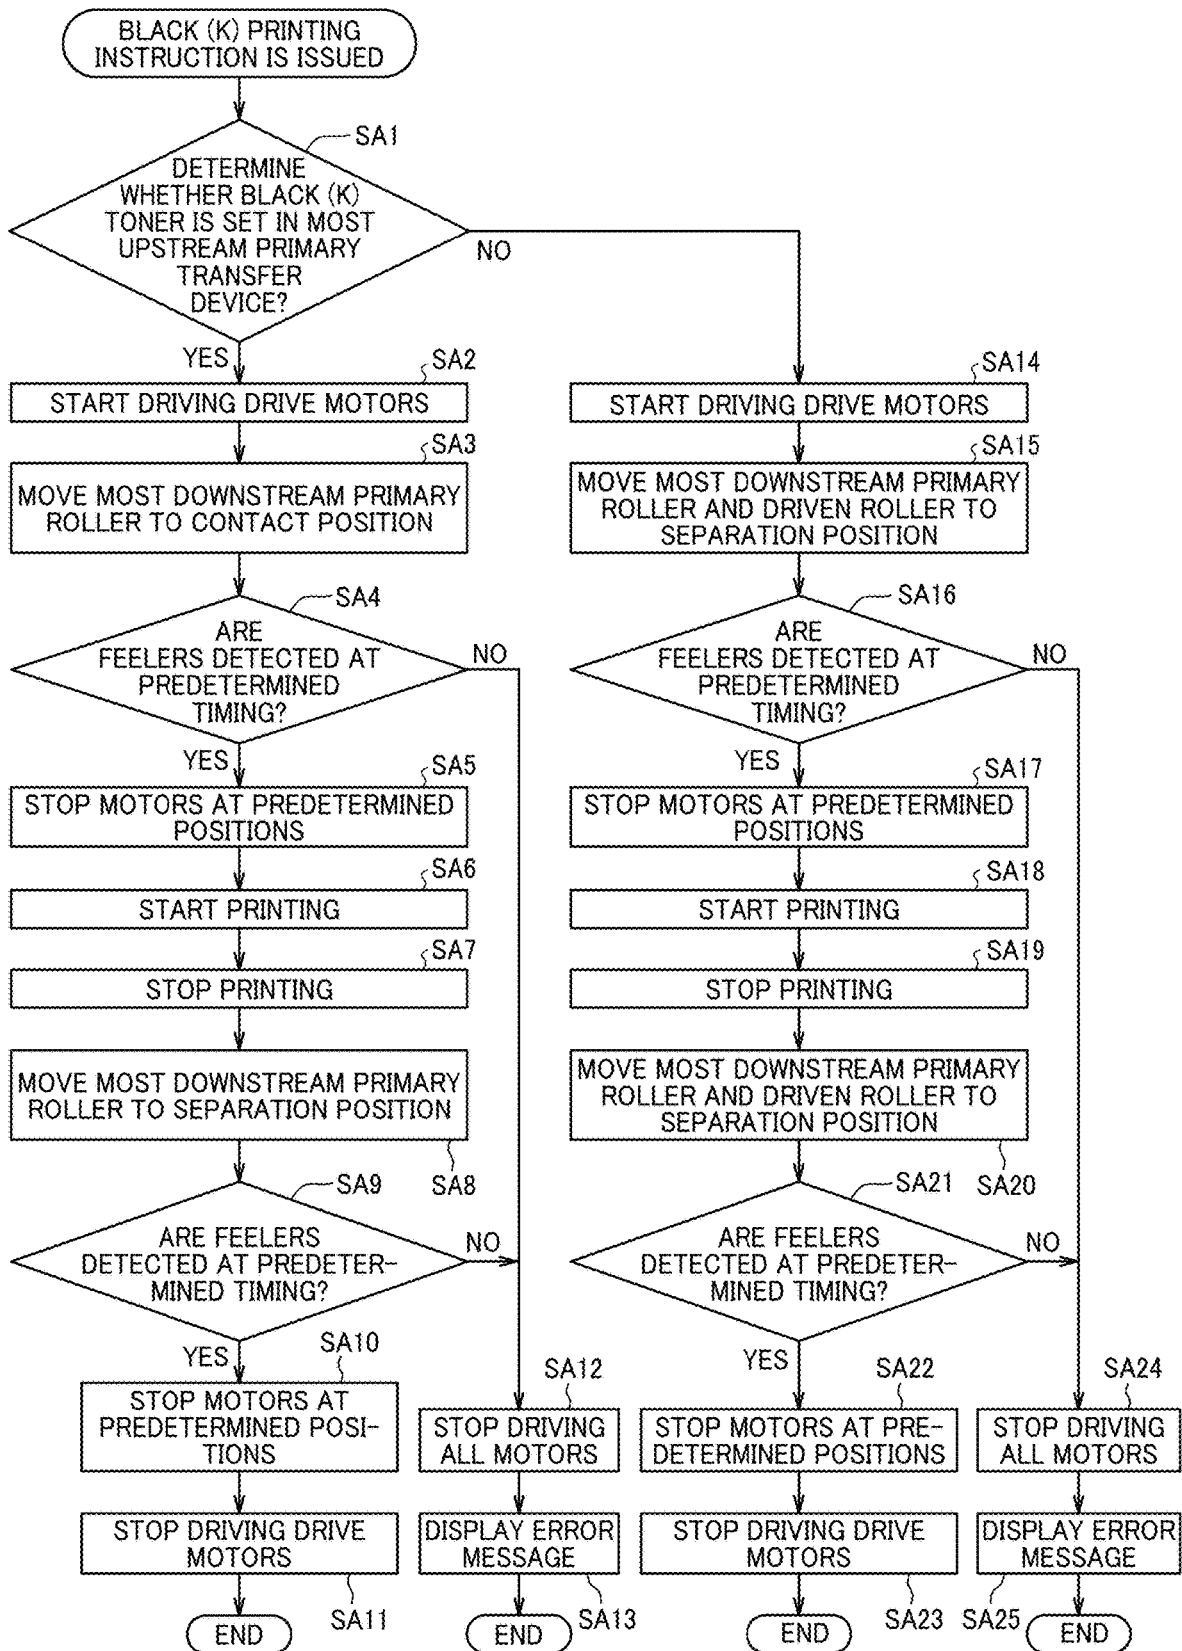 BLACK (K) PRINTING
INSTRUCTION IS ISSUED
SA1
DETERMINE
WHETHER BLACK (K)
TONER IS SET IN MOST
UPSTREAM PRIMARY
TRANSFER
DEVICE?
NO
YES
SA2
START DRIVING DRIVE MOTORS
SA3
MOVE MOST DOWNSTREAM PRIMARY
ROLLER TO CONTACT POSITION
SA4
ARE
FEELERS DETECTED AT
PREDETERMINED
TIMING?
NO
YES
SA5
STOP MOTORS AT PREDETERMINED
POSITIONS
SA6
START PRINTING
SA7
STOP PRINTING
MOVE MOST DOWNSTREAM PRIMARY
ROLLER TO SEPARATION POSITION
SA8
SA9
ARE FEELERS
DETECTED AT PREDETER-
MINED TIMING?
NO
YES
SA10
STOP MOTORS AT
PREDETERMINED POSI-
TIONS
STOP DRIVING DRIVE
MOTORS
SA11
END
SA12
STOP DRIVING
ALL MOTORS
DISPLAY ERROR
MESSAGE
SA13
END
SA14
START DRIVING DRIVE MOTORS
SA15
MOVE MOST DOWNSTREAM PRIMARY
ROLLER AND DRIVEN ROLLER TO
SEPARATION POSITION
SA16
ARE
FEELERS DETECTED AT
PREDETERMINED
TIMING?
NO
YES
SA17
STOP MOTORS AT PREDETERMINED
POSITIONS
SA18
START PRINTING
SA19
STOP PRINTING
MOVE MOST DOWNSTREAM PRIMARY
ROLLER AND DRIVEN ROLLER TO
SEPARATION POSITION
SA20
SA21
ARE FEELERS
DETECTED AT PREDETER-
MINED TIMING?
NO
YES
SA22
STOP MOTORS AT PRE-
DETERMINED POSITIONS
STOP DRIVING DRIVE
MOTORS
SA23
END
SA24
STOP DRIVING
ALL MOTORS
DISPLAY ERROR
MESSAGE
SA25
END